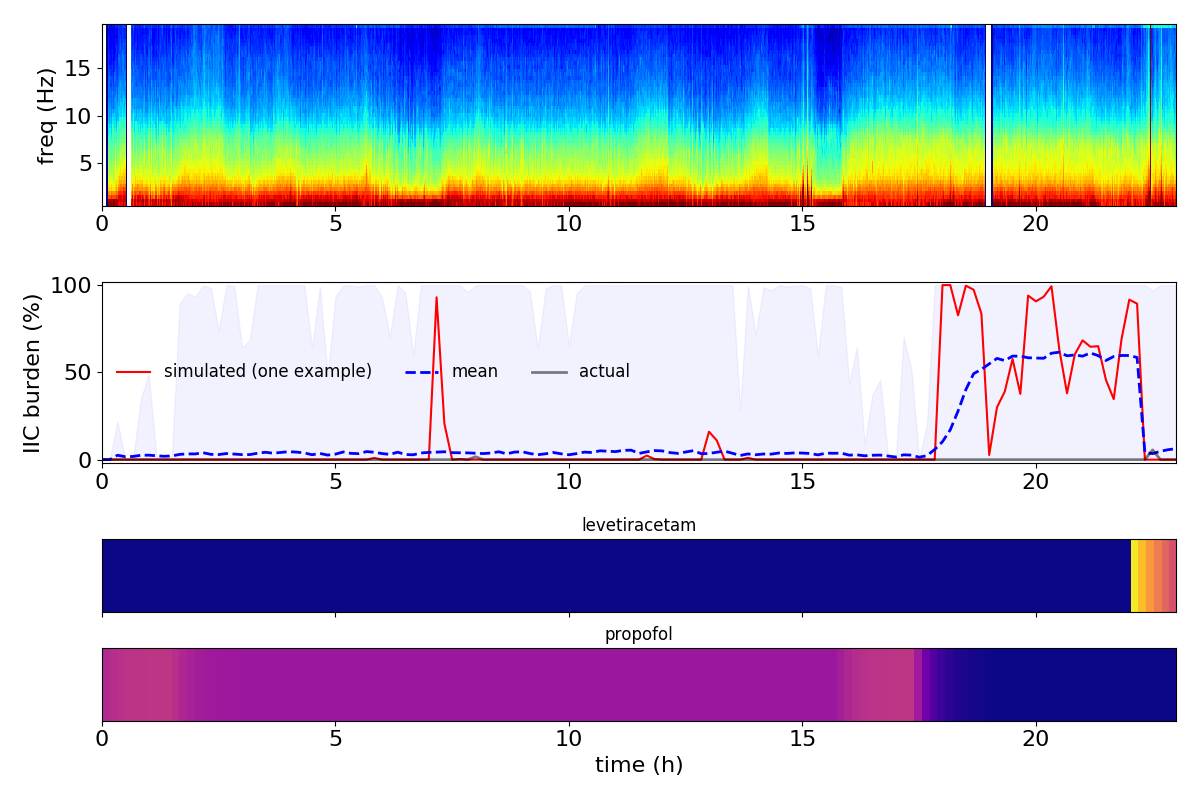 freq (Hz)
15
10
5
0 5 10 15 20
IIC burden (%)
100
50
0
simulated (one example) mean actual
0 5 10 15 20
levetiracetam
propofol
0 5 10 15 20
time (h)